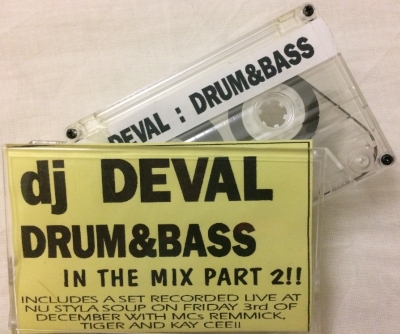 DEVAL : DRUM&BASS
dj DEVAL
DRUM&BASS
IN THE MIX PART 2!!
INCLUDES A SET RECORDED LIVE AT
NU STYLA SOUP ON FRIDAY 3rd OF
DECEMBER WITH MCs REMMICK,
TIGER AND KAY CEE!!